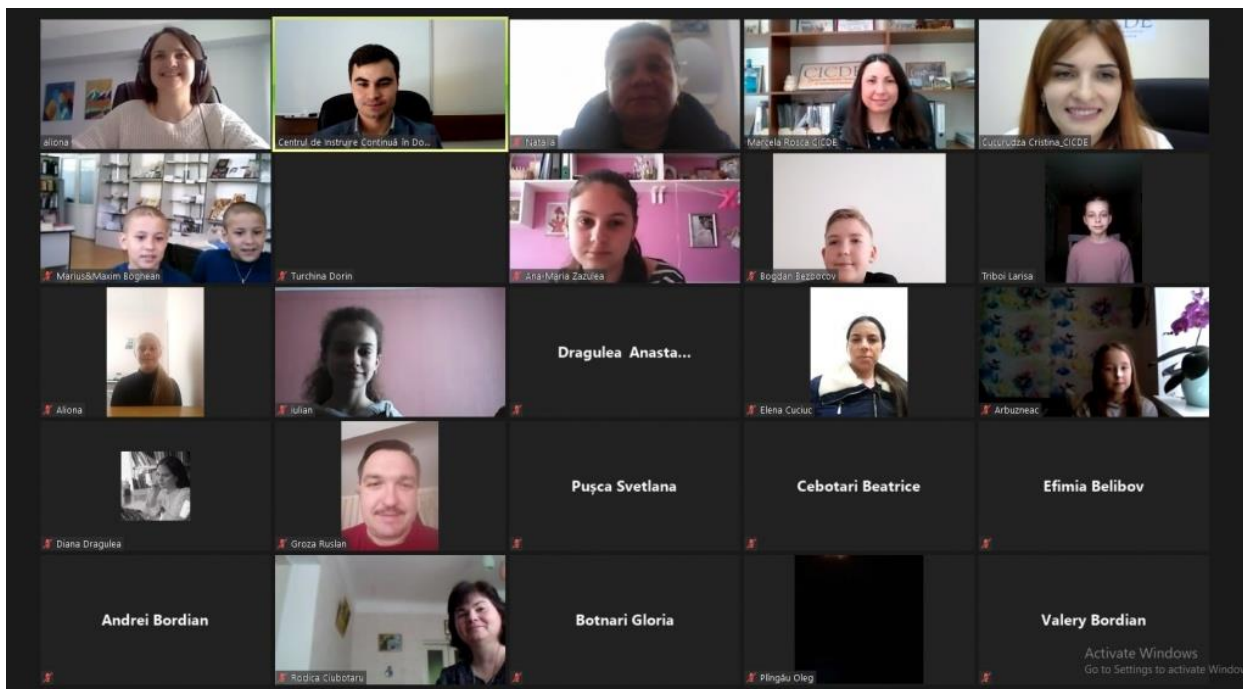 aliona
Centrul de Instruire Continuă în Do...
Natalia
CICDE
Marcela Rosca CICDE
Cucurudza Cristina_CICDE
Marius&Maxim Boghean
Turchina Dorin
Ana-Maria Zazulea
Bogdan Bezbocov
Triboi Larisa
Aliona
iulian
Dragulea Anasta...
Elena Cuciuc
Arbuzneac
Diana Dragulea
Groza Ruslan
Pușca Svetlana
Cebotari Beatrice
Efimia Belibov
Andrei Bordian
Rodica Ciubotaru
Botnari Gloria
Plîngău Oleg
Valery Bordian
Activate Windows
Go to Settings to activate Window